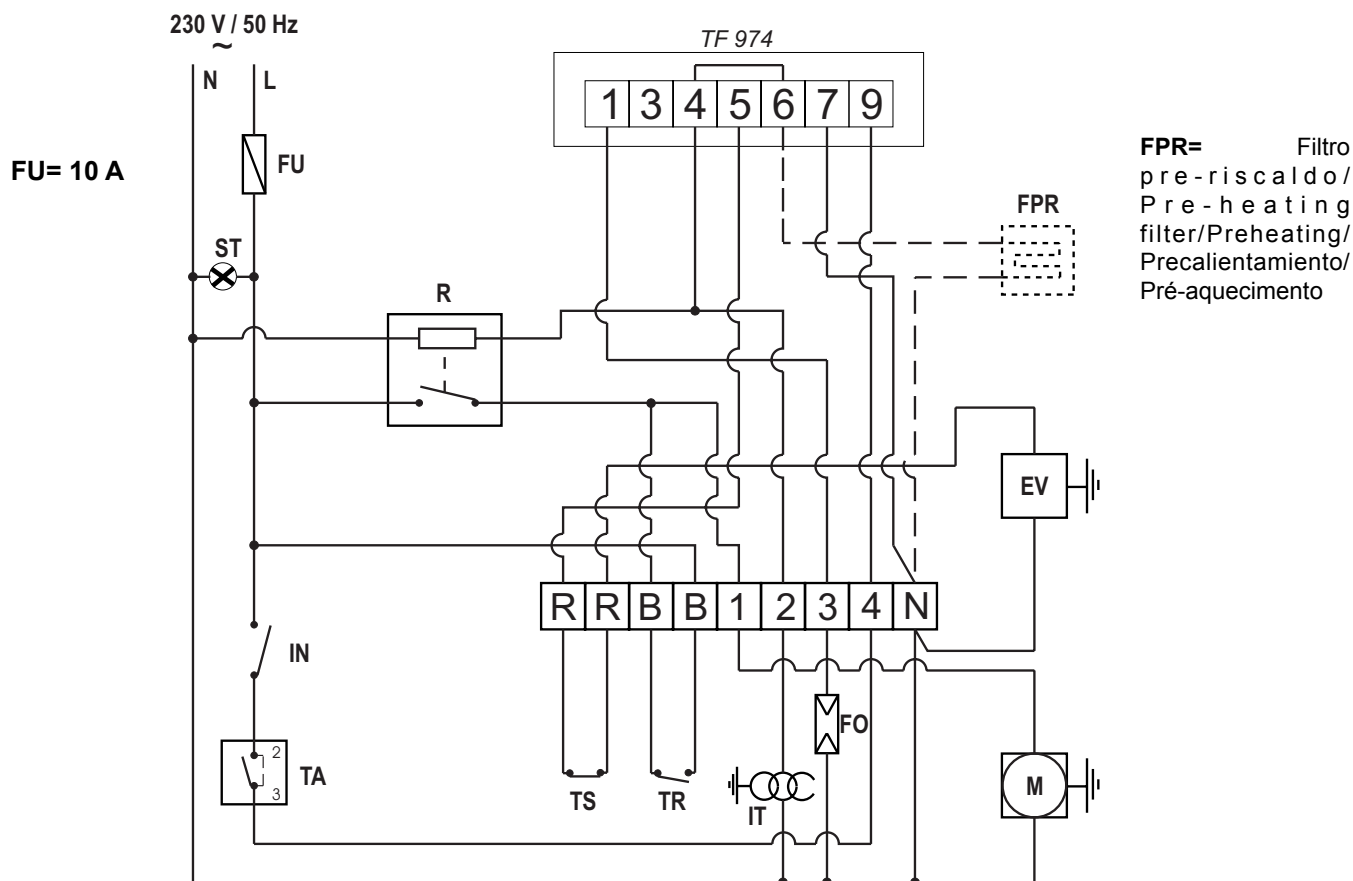 230 V / 50 Hz
~
N L
TF 974
1 3 4 5 6 7 9
FU= 10 A
FU
FPR= Filtro
pre-riscaldo/
Pre-heating
filter/Preheating/
Precalientamiento/
Pré-aquecimento
FPR
ST
R
EV
R R B B 1 2 3 4 N
IN
FO
2
TA
3
TS
TR
IT
M